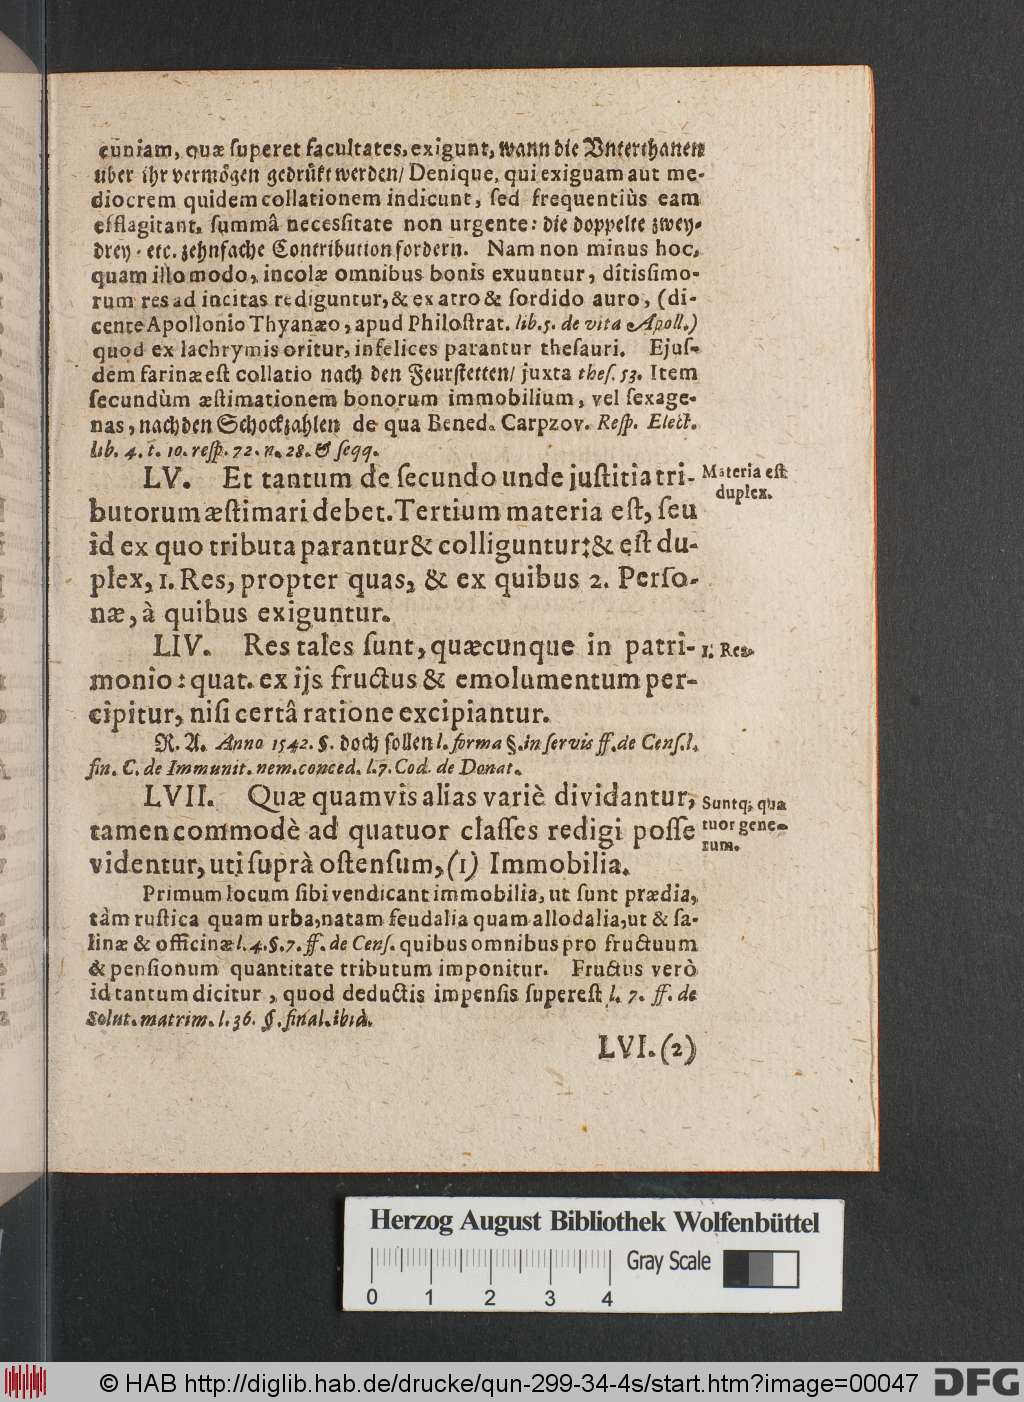 cuniam, quæ ſuperet facultates, exigunt, wann die Vnterthanen
über ihr vermögen gedrückt werden/ Denique, qui exiguam aut me-
diocrem quidem collationem indicunt, ſed frequentiùs eam
efflagitant, ſummâ necesſitate non urgente: die doppelte zwey-
drey- etc. zehnfache Contribution fordern. Nam non minus hoc,
quam illo modo, incolæ omnibus bonis exuuntur, ditisſimo-
rum res ad incitas rediguntur, & ex atro & ſordido auro, (di-
cente Apollonio Thyanæo, apud Philoſtrat. lib. 5. de vita Apoll.)
quod ex lachrymis oritur, infelices parantur theſauri. Ejuſ-
dem farinæ eſt collatio nach den Feurſtetten/ juxta theſ. 53. Item
ſecundùm æſtimationem bonorum immobilium, vel ſexage-
nas, nach den Schockzahlen de qua Bened. Carpzov. Reſp. Elect.
lib. 4. t. 10. reſp. 72. n. 28. & ſeqq.
LV. Et tantum de ſecundo unde juſtitia tri-
butorum æſtimari debet. Tertium materia eſt, ſeu
id ex quo tributa parantur & colliguntur: & eſt du-
plex, 1. Res, propter quas, & ex quibus 2. Perſo-
næ, à quibus exiguntur.
Materia eſt
duplex.
LIV. Res tales ſunt, quæcunque in patri-
monio: quat. ex ijs fructus & emolumentum per-
cipitur, niſi certâ ratione excipiantur.
1. Res.
R. A. Anno 1542. §. doch ſollen l. forma §. in ſervis ff. de Cenſ. l.
fin. C. de Immunit. nem. conced. l. 7. Cod. de Donat.
LVII. Quæ quamvis alias variè dividantur,
tamen commodè ad quatuor claſſes redigi poſſe
videntur, uti ſuprà oſtenſum, (1) Immobilia.
Suntq; qua
tuor gene-
rum.
Primum locum ſibi vendicant immobilia, ut ſunt prædia,
tàm ruſtica quam urba,natam feudalia quam allodalia, ut & ſa-
linæ & officinæ l. 4. §. 7. ff. de Cenſ. quibus omnibus pro fructuum
& penſionum quantitate tributum imponitur. Fructus verò
id tantum dicitur, quod deductis impenſis ſupereſt l. 7. ff. de
Solut. matrim. l. 36. §. final. ibid.
LVI. (2)
Herzog August Bibliothek Wolfenbüttel
Gray Scale
0 1 2 3 4
© HAB http://diglib.hab.de/drucke/qun-299-34-4s/start.htm?image=00047
DFG